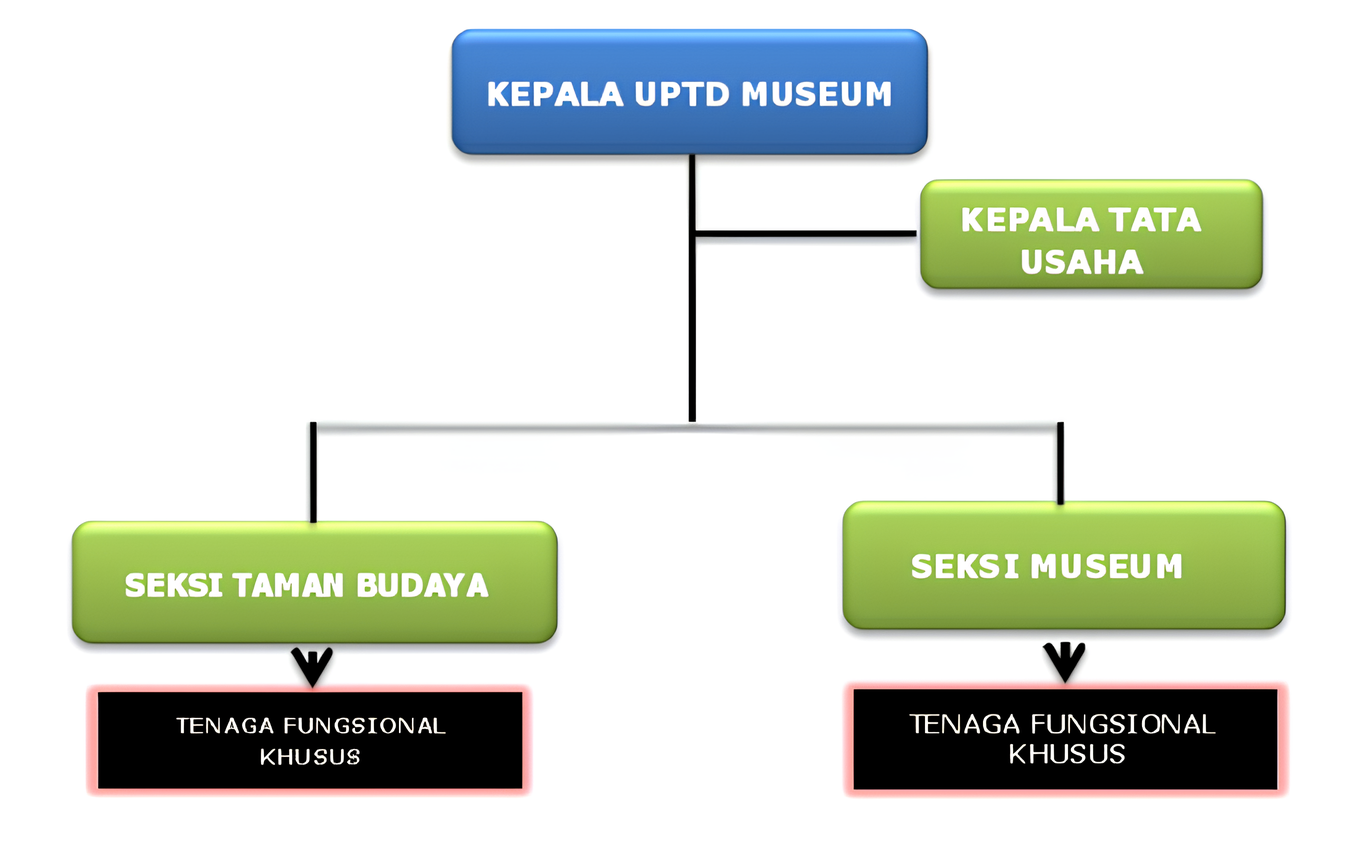 KEPALA UPTD MUSEUM
KEPALA TATA
USAHA
SEKSI TAMAN BUDAYA
SEKSI MUSEUM
TENAGA FUNGSIONAL
KHUSUS
TENAGA FUNGSIONAL
KHUSUS